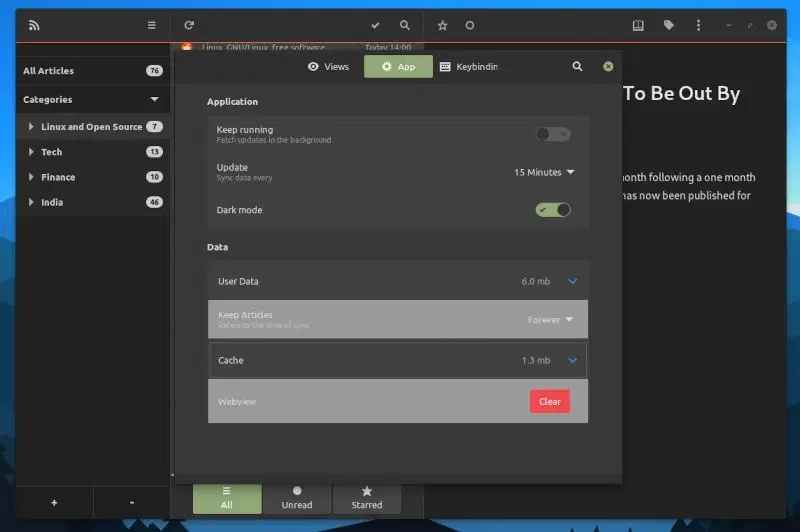 Linux, GNU/Linux, free software...
Today 14:00
All Articles 76
Categories
Linux and Open Source 7
Tech 13
Finance 10
India 46
Views
App
Keybindin
Application
Keep running
Fetch updates in the background
Update
Sync data every
15 Minutes
Dark mode
Data
User Data 6.0 mb
Keep Articles
Refers to the time of sync
Forever
Cache 1.3 mb
Webview
Clear
To Be Out By
onth following a one month
has now been published for
+
-
All
Unread
Starred